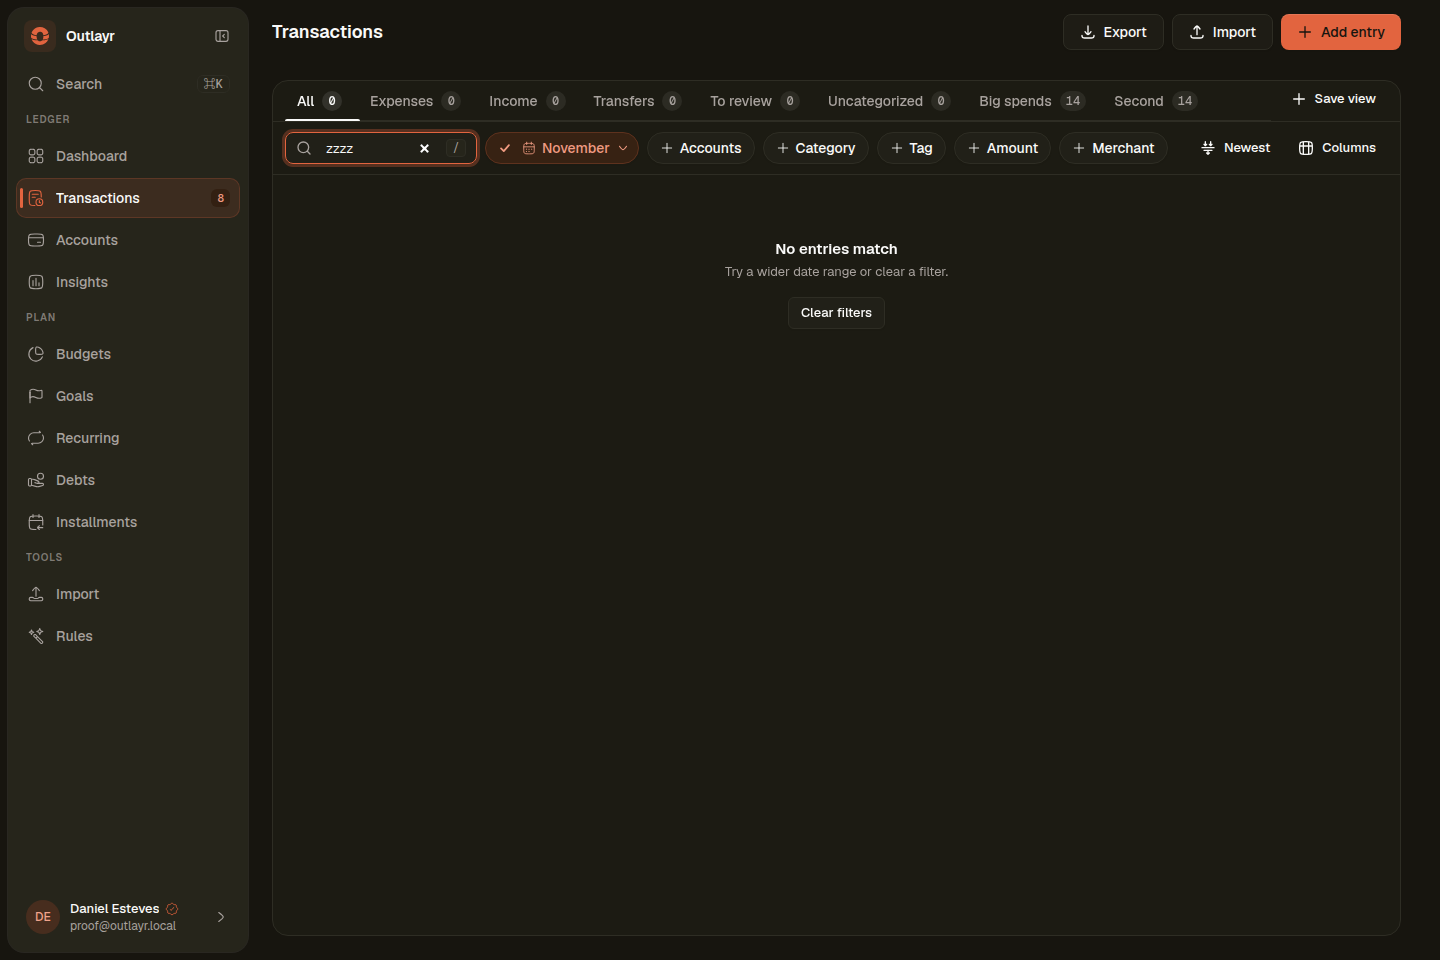 Outlayr
Search ⌘K
LEDGER
Dashboard
Transactions 8
Accounts
Insights
PLAN
Budgets
Goals
Recurring
Debts
Installments
TOOLS
Import
Rules
DE
Daniel Esteves
proof@outlayr.local
Transactions
Export
Import
Add entry
All 0 Expenses 0 Income 0 Transfers 0 To review 0 Uncategorized 0 Big spends 14 Second 14 Save view
zzzz / November Accounts Category Tag Amount Merchant Newest Columns
No entries match
Try a wider date range or clear a filter.
Clear filters